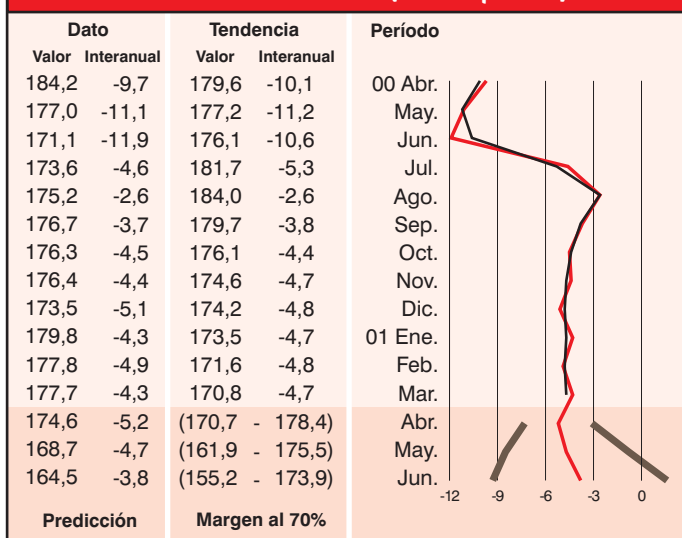 Dato Tendencia Período
Valor Interanual Valor Interanual
184,2 -9,7 179,6 -10,1 00 Abr.
177,0 -11,1 177,2 -11,2 May.
171,1 -11,9 176,1 -10,6 Jun.
173,6 -4,6 181,7 -5,3 Jul.
175,2 -2,6 184,0 -2,6 Ago.
176,7 -3,7 179,7 -3,8 Sep.
176,3 -4,5 176,1 -4,4 Oct.
176,4 -4,4 174,6 -4,7 Nov.
173,5 -5,1 174,2 -4,8 Dic.
179,8 -4,3 173,5 -4,7 01 Ene.
177,8 -4,9 171,6 -4,8 Feb.
177,7 -4,3 170,8 -4,7 Mar.
174,6 -5,2 (170,7 - 178,4) Abr.
168,7 -4,7 (161,9 - 175,5) May.
164,5 -3,8 (155,2 - 173,9) Jun.
-12 -9 -6 -3 0
Predicción Margen al 70%